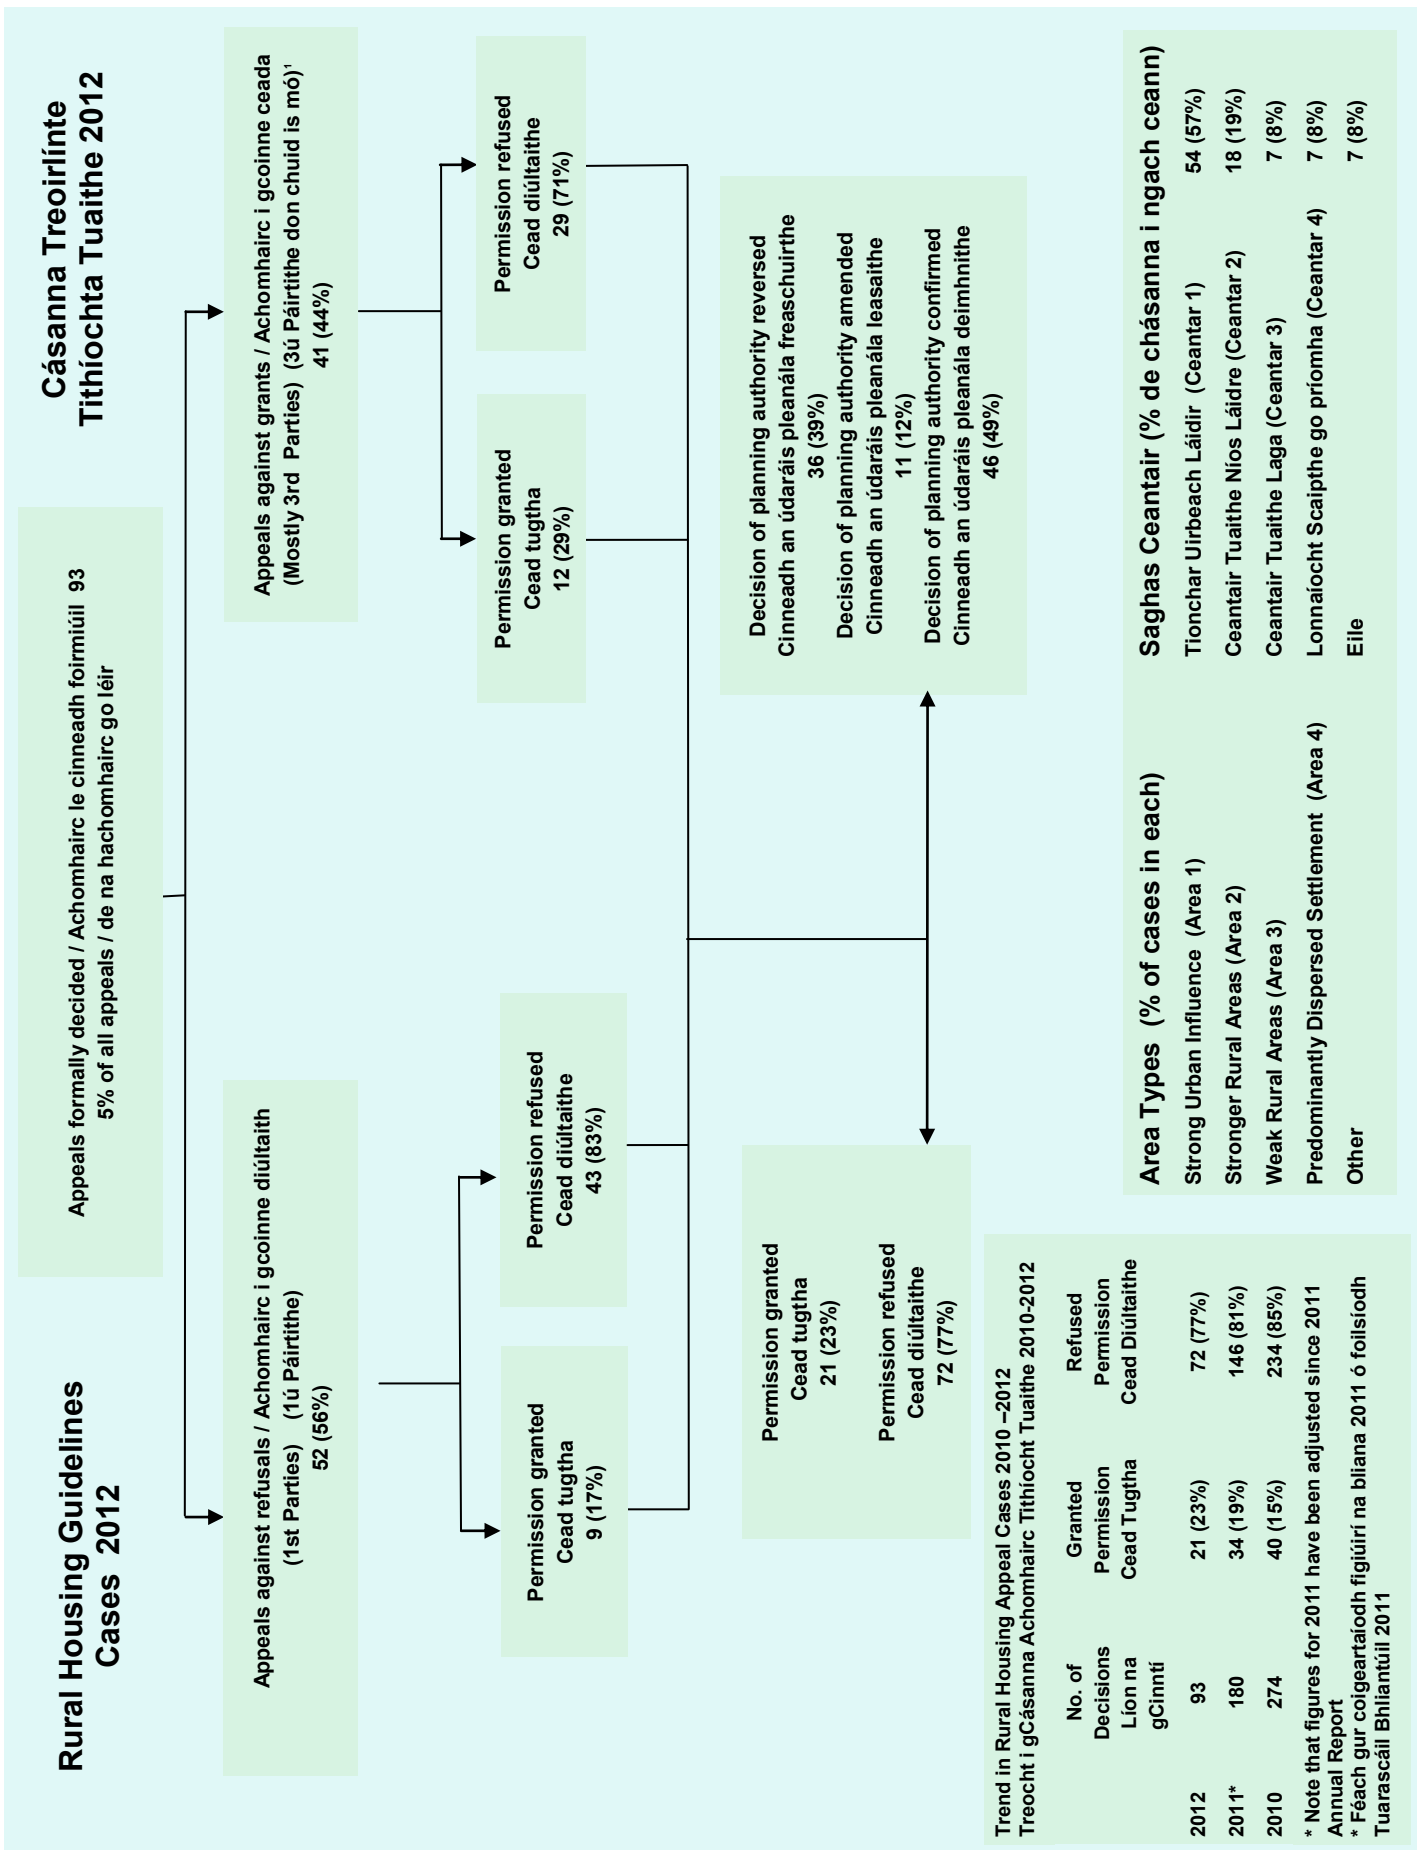 Rural Housing Guidelines
Cases  2012
Cásanna Treoirlínte
Tithíochta Tuaithe 2012
Appeals formally decided / Achomhairc le cinneadh foirmiúil  93
5% of all appeals / de na hachomhairc go léir
Appeals against refusals / Achomhairc i gcoinne diúltaith
(1st Parties)   (1ú Páirtithe)
52 (56%)
Appeals against grants / Achomhairc i gcoinne ceada
(Mostly 3rd  Parties)  (3ú Páirtithe don chuid is mó)¹
41 (44%)
Permission granted
Cead tugtha
9 (17%)
Permission refused
Cead diúltaithe
43 (83%)
Permission granted
Cead tugtha
12 (29%)
Permission refused
Cead diúltaithe
29 (71%)
Permission granted
Cead tugtha
21 (23%)
Permission refused
Cead diúltaithe
72 (77%)
Decision of planning authority reversed
Cinneadh an údaráis pleanála freaschuirthe
36 (39%)
Decision of planning authority amended
Cinneadh an údaráis pleanála leasaithe
11 (12%)
Decision of planning authority confirmed
Cinneadh an údaráis pleanála deimhnithe
46 (49%)
Trend in Rural Housing Appeal Cases 2010 –2012
Treocht i gCásanna Achomhairc Tithíocht Tuaithe 2010-2012
No. of Granted Refused
Decisions Permission Permission
Líon na Cead Tugtha Cead Diúltaithe
gCinntí
2012 93 21 (23%) 72 (77%)
2011* 180 34 (19%) 146 (81%)
2010 274 40 (15%) 234 (85%)
* Note that figures for 2011 have been adjusted since 2011
Annual Report
* Féach gur coigeartaíodh figiúirí na bliana 2011 ó foilsíodh
Tuarascáil Bhliantúil 2011
Area Types  (% of cases in each) Saghas Ceantair (% de chásanna i ngach ceann)
Strong Urban Influence  (Area 1) Tionchar Uirbeach Láidir  (Ceantar 1) 54 (57%)
Stronger Rural Areas (Area 2) Ceantair Tuaithe Níos Láidre (Ceantar 2) 18 (19%)
Weak Rural Areas (Area 3) Ceantair Tuaithe Laga (Ceantar 3) 7 (8%)
Predominantly Dispersed Settlement  (Area 4) Lonnaíocht Scaipthe go príomha (Ceantar 4) 7 (8%)
Other Eile 7 (8%)